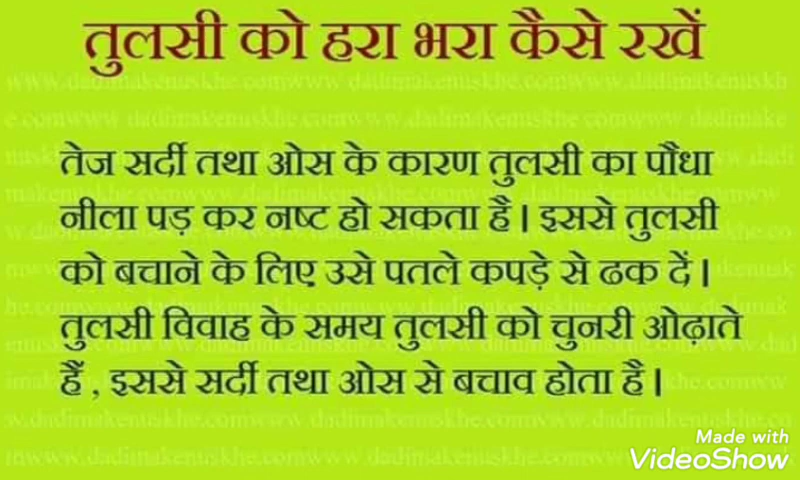 तुलसी को हरा भरा कैसे रखें
तेज सर्दी तथा ओस के कारण तुलसी का पौधा
नीला पड़ कर नष्ट हो सकता है। इससे तुलसी
को बचाने के लिए उसे पतले कपड़े से ढक दें।
तुलसी विवाह के समय तुलसी को चुनरी ओढ़ाते
हैं , इससे सर्दी तथा ओस से बचाव होता है।
Made with
VideoShow